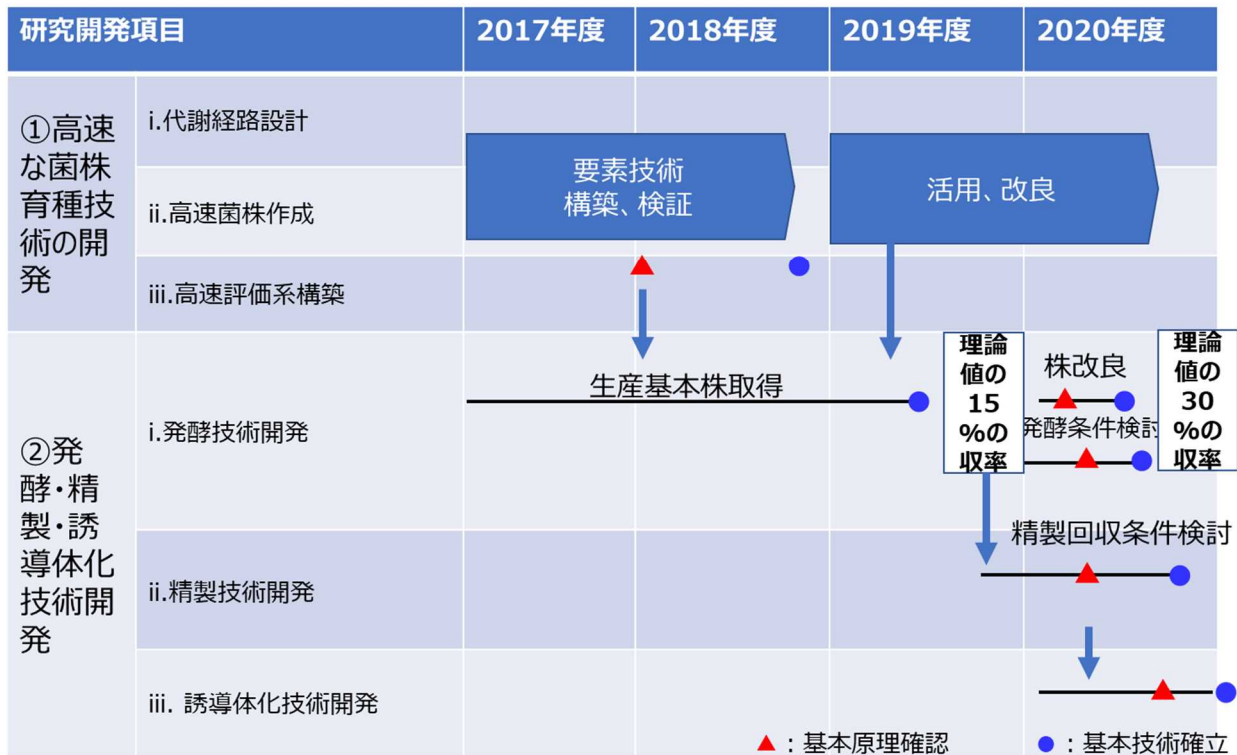 研究開発項目
2017年度
2018年度
2019年度
2020年度
①高速
な菌株
育種技
術の開
発
i.代謝経路設計
ii.高速菌株作成
iii.高速評価系構築
要素技術
構築、検証
活用、改良
②発
酵・精
製・誘
導体化
技術開
発
i.発酵技術開発
生産基本株取得
理論
値の
15
%の
収率
株改良
発酵条件検討
理論
値の
30
%の
収率
ii.精製技術開発
精製回収条件検討
iii. 誘導体化技術開発
▲：基本原理確認
●：基本技術確立